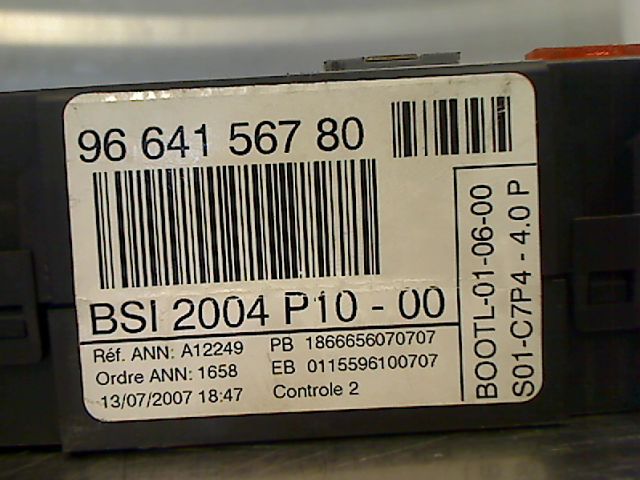 96 641 567 80
BSI 2004 P10 - 00
Réf. ANN: A12249
Ordre ANN: 1658
13/07/2007 18:47
PB 1866656070707
EB 0115596100707
Controle 2
BOOTL-01-06-00
S01-C7P4 - 4.0 P